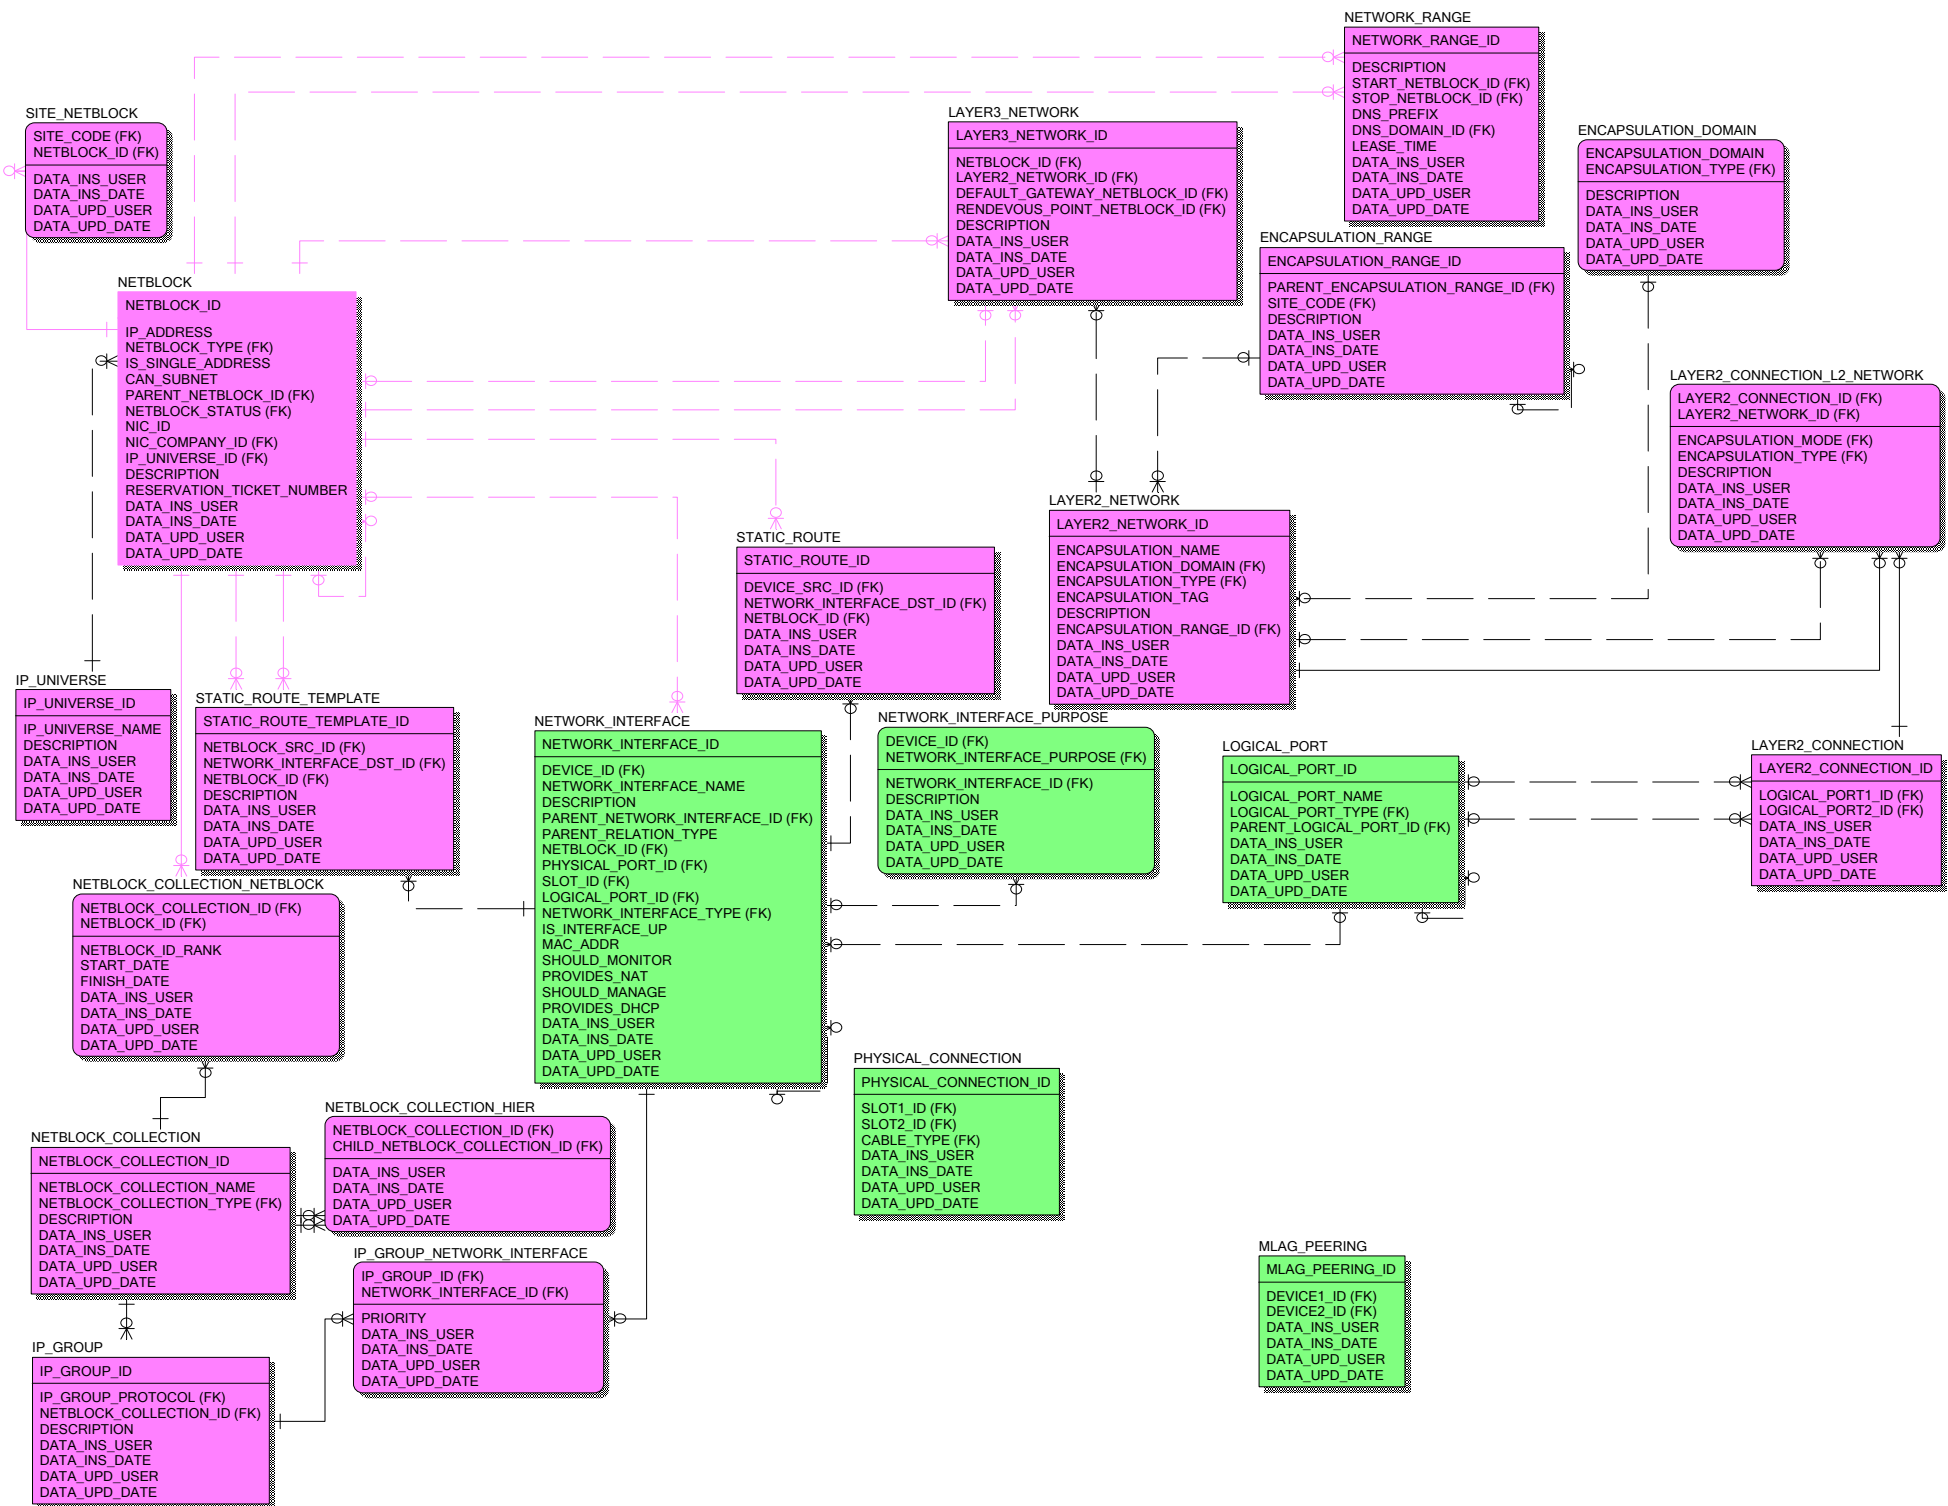 NETWORK_RANGE
NETWORK_RANGE_ID
DESCRIPTION
START_NETBLOCK_ID (FK)
STOP_NETBLOCK_ID (FK)
DNS_PREFIX
DNS_DOMAIN_ID (FK)
LEASE_TIME
DATA_INS_USER
DATA_INS_DATE
DATA_UPD_USER
DATA_UPD_DATE
SITE_NETBLOCK
SITE_CODE (FK)
NETBLOCK_ID (FK)
DATA_INS_USER
DATA_INS_DATE
DATA_UPD_USER
DATA_UPD_DATE
LAYER3_NETWORK
LAYER3_NETWORK_ID
NETBLOCK_ID (FK)
LAYER2_NETWORK_ID (FK)
DEFAULT_GATEWAY_NETBLOCK_ID (FK)
RENDEVOUS_POINT_NETBLOCK_ID (FK)
DESCRIPTION
DATA_INS_USER
DATA_INS_DATE
DATA_UPD_USER
DATA_UPD_DATE
ENCAPSULATION_DOMAIN
ENCAPSULATION_DOMAIN
ENCAPSULATION_TYPE (FK)
DESCRIPTION
DATA_INS_USER
DATA_INS_DATE
DATA_UPD_USER
DATA_UPD_DATE
ENCAPSULATION_RANGE
ENCAPSULATION_RANGE_ID
PARENT_ENCAPSULATION_RANGE_ID (FK)
SITE_CODE (FK)
DESCRIPTION
DATA_INS_USER
DATA_INS_DATE
DATA_UPD_USER
DATA_UPD_DATE
NETBLOCK
NETBLOCK_ID
IP_ADDRESS
NETBLOCK_TYPE (FK)
IS_SINGLE_ADDRESS
CAN_SUBNET
PARENT_NETBLOCK_ID (FK)
NETBLOCK_STATUS (FK)
NIC_ID
NIC_COMPANY_ID (FK)
IP_UNIVERSE_ID (FK)
DESCRIPTION
RESERVATION_TICKET_NUMBER
DATA_INS_USER
DATA_INS_DATE
DATA_UPD_USER
DATA_UPD_DATE
LAYER2_CONNECTION_L2_NETWORK
LAYER2_CONNECTION_ID (FK)
LAYER2_NETWORK_ID (FK)
ENCAPSULATION_MODE (FK)
ENCAPSULATION_TYPE (FK)
DESCRIPTION
DATA_INS_USER
DATA_INS_DATE
DATA_UPD_USER
DATA_UPD_DATE
LAYER2_NETWORK
LAYER2_NETWORK_ID
ENCAPSULATION_NAME
ENCAPSULATION_DOMAIN (FK)
ENCAPSULATION_TYPE (FK)
ENCAPSULATION_TAG
DESCRIPTION
ENCAPSULATION_RANGE_ID (FK)
DATA_INS_USER
DATA_INS_DATE
DATA_UPD_USER
DATA_UPD_DATE
STATIC_ROUTE
STATIC_ROUTE_ID
DEVICE_SRC_ID (FK)
NETWORK_INTERFACE_DST_ID (FK)
NETBLOCK_ID (FK)
DATA_INS_USER
DATA_INS_DATE
DATA_UPD_USER
DATA_UPD_DATE
IP_UNIVERSE
IP_UNIVERSE_ID
IP_UNIVERSE_NAME
DESCRIPTION
DATA_INS_USER
DATA_INS_DATE
DATA_UPD_USER
DATA_UPD_DATE
STATIC_ROUTE_TEMPLATE
STATIC_ROUTE_TEMPLATE_ID
NETBLOCK_SRC_ID (FK)
NETWORK_INTERFACE_DST_ID (FK)
NETBLOCK_ID (FK)
DESCRIPTION
DATA_INS_USER
DATA_INS_DATE
DATA_UPD_USER
DATA_UPD_DATE
NETWORK_INTERFACE
NETWORK_INTERFACE_ID
DEVICE_ID (FK)
NETWORK_INTERFACE_NAME
DESCRIPTION
PARENT_NETWORK_INTERFACE_ID (FK)
PARENT_RELATION_TYPE
NETBLOCK_ID (FK)
PHYSICAL_PORT_ID (FK)
SLOT_ID (FK)
LOGICAL_PORT_ID (FK)
NETWORK_INTERFACE_TYPE (FK)
IS_INTERFACE_UP
MAC_ADDR
SHOULD_MONITOR
PROVIDES_NAT
SHOULD_MANAGE
PROVIDES_DHCP
DATA_INS_USER
DATA_INS_DATE
DATA_UPD_USER
DATA_UPD_DATE
NETWORK_INTERFACE_PURPOSE
DEVICE_ID (FK)
NETWORK_INTERFACE_PURPOSE (FK)
NETWORK_INTERFACE_ID (FK)
DESCRIPTION
DATA_INS_USER
DATA_INS_DATE
DATA_UPD_USER
DATA_UPD_DATE
LOGICAL_PORT
LOGICAL_PORT_ID
LOGICAL_PORT_NAME
LOGICAL_PORT_TYPE (FK)
PARENT_LOGICAL_PORT_ID (FK)
DATA_INS_USER
DATA_INS_DATE
DATA_UPD_USER
DATA_UPD_DATE
LAYER2_CONNECTION
LAYER2_CONNECTION_ID
LOGICAL_PORT1_ID (FK)
LOGICAL_PORT2_ID (FK)
DATA_INS_USER
DATA_INS_DATE
DATA_UPD_USER
DATA_UPD_DATE
NETBLOCK_COLLECTION_NETBLOCK
NETBLOCK_COLLECTION_ID (FK)
NETBLOCK_ID (FK)
NETBLOCK_ID_RANK
START_DATE
FINISH_DATE
DATA_INS_USER
DATA_INS_DATE
DATA_UPD_USER
DATA_UPD_DATE
PHYSICAL_CONNECTION
PHYSICAL_CONNECTION_ID
SLOT1_ID (FK)
SLOT2_ID (FK)
CABLE_TYPE (FK)
DATA_INS_USER
DATA_INS_DATE
DATA_UPD_USER
DATA_UPD_DATE
NETBLOCK_COLLECTION_HIER
NETBLOCK_COLLECTION_ID (FK)
CHILD_NETBLOCK_COLLECTION_ID (FK)
DATA_INS_USER
DATA_INS_DATE
DATA_UPD_USER
DATA_UPD_DATE
NETBLOCK_COLLECTION
NETBLOCK_COLLECTION_ID
NETBLOCK_COLLECTION_NAME
NETBLOCK_COLLECTION_TYPE (FK)
DESCRIPTION
DATA_INS_USER
DATA_INS_DATE
DATA_UPD_USER
DATA_UPD_DATE
IP_GROUP_NETWORK_INTERFACE
IP_GROUP_ID (FK)
NETWORK_INTERFACE_ID (FK)
PRIORITY
DATA_INS_USER
DATA_INS_DATE
DATA_UPD_USER
DATA_UPD_DATE
MLAG_PEERING
MLAG_PEERING_ID
DEVICE1_ID (FK)
DEVICE2_ID (FK)
DATA_INS_USER
DATA_INS_DATE
DATA_UPD_USER
DATA_UPD_DATE
IP_GROUP
IP_GROUP_ID
IP_GROUP_PROTOCOL (FK)
NETBLOCK_COLLECTION_ID (FK)
DESCRIPTION
DATA_INS_USER
DATA_INS_DATE
DATA_UPD_USER
DATA_UPD_DATE